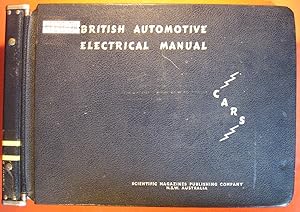 BRITISH AUTOMOTIVE
ELECTRICAL MANUAL
CARS
SCIENTIFIC MAGAZINES PUBLISHING COMPANY
N.S.W. AUSTRALIA